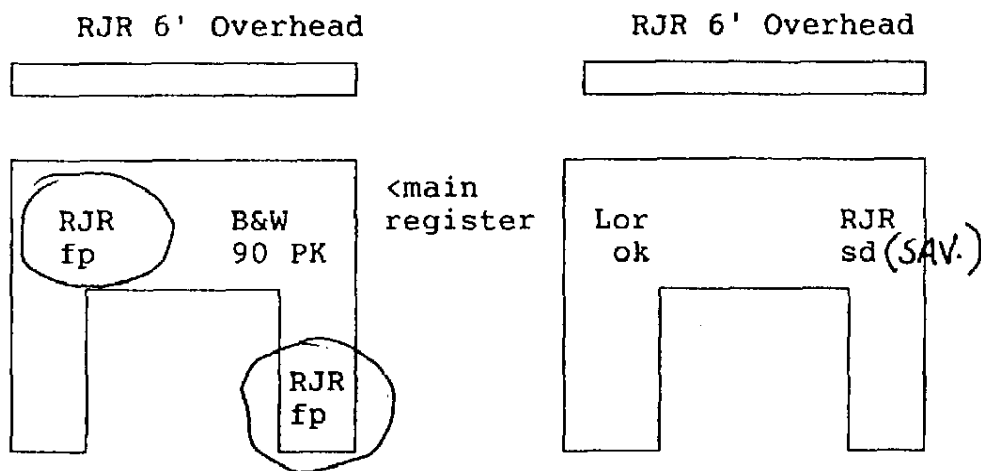 RJR 6' Overhead
RJR 6' Overhead
RJR
fp
B&W
90 PK
<main
register
Lor
ok
RJR
sd (SAV.)
RJR
fp